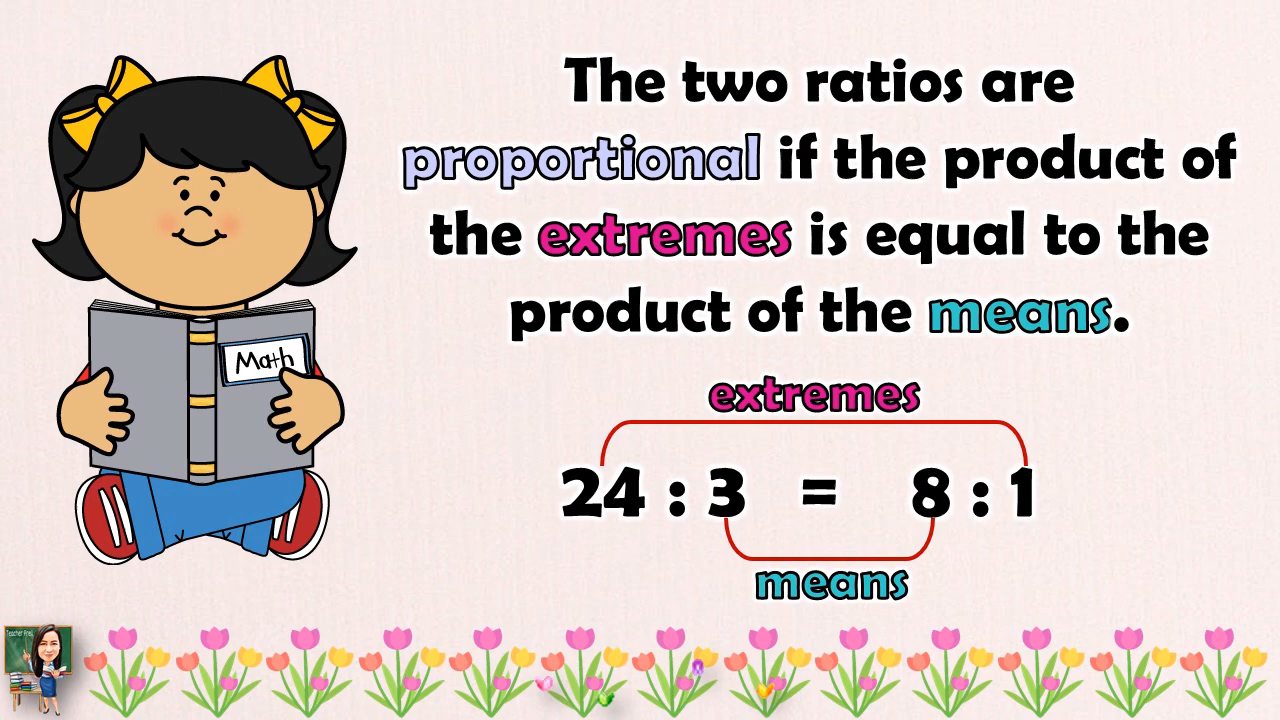 The two ratios are
proportional if the product of
the extremes is equal to the
product of the means.
Math
extremes
24 : 3 = 8 : 1
means